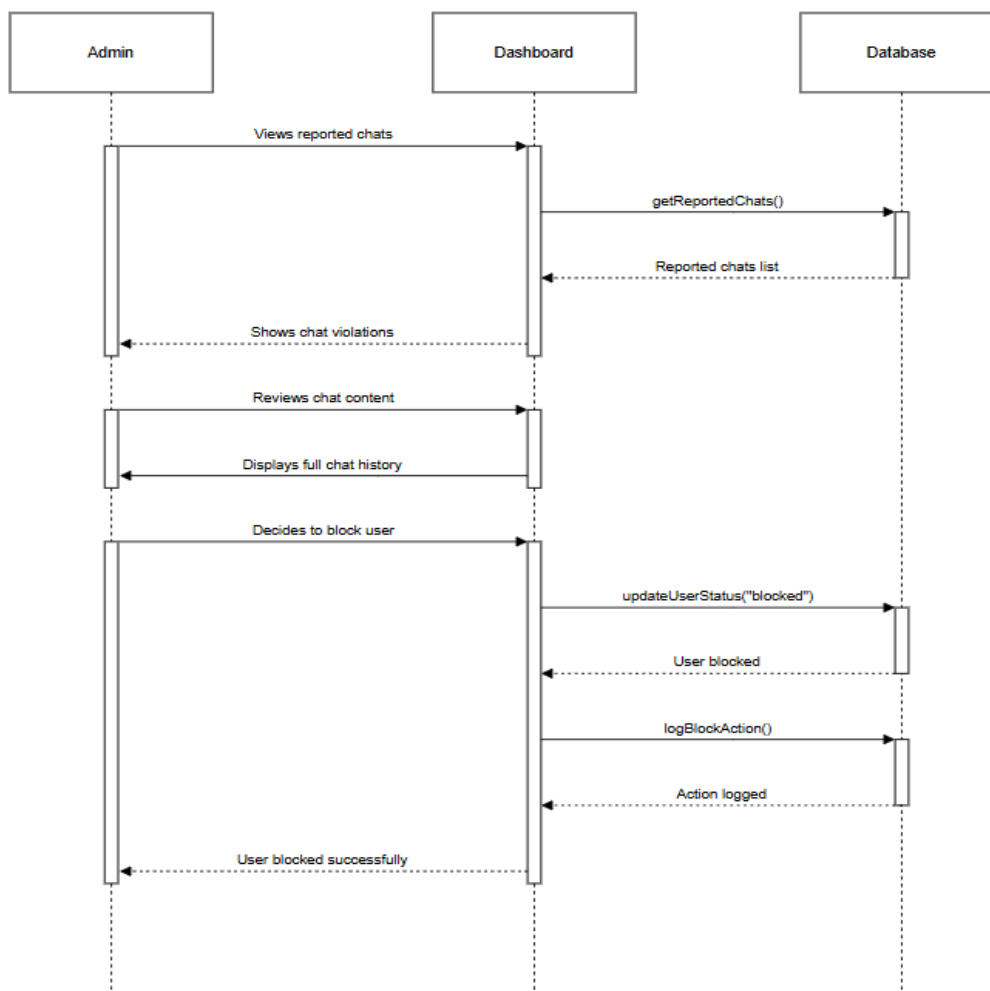 Admin
Dashboard
Database
Views reported chats
getReportedChats()
Reported chats list
Shows chat violations
Reviews chat content
Displays full chat history
Decides to block user
updateUserStatus("blocked")
User blocked
logBlockAction()
Action logged
User blocked successfully